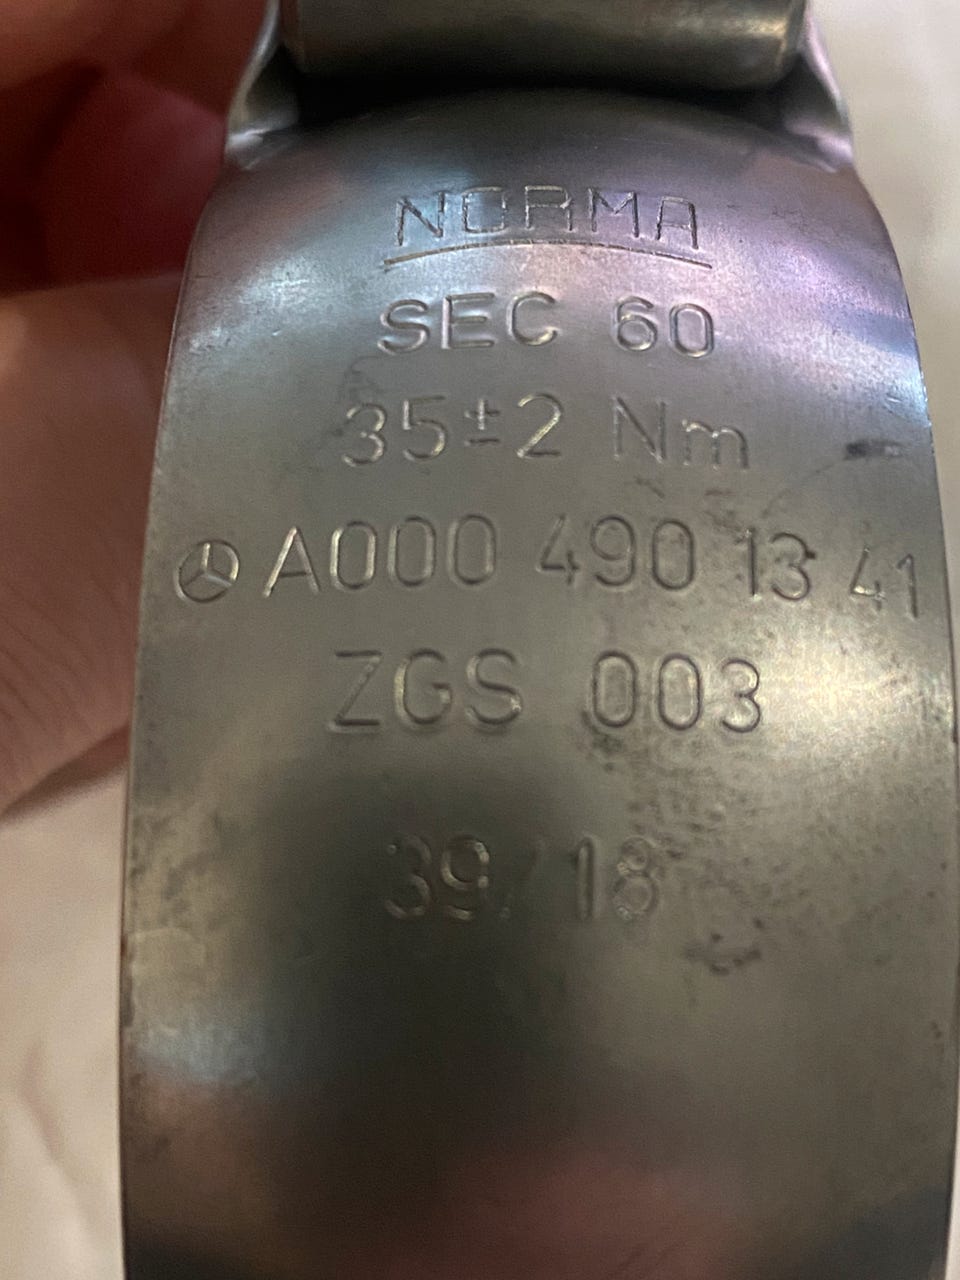 NORMA
SEC 60
35±2 Nm
A000 490 13 41
ZGS 003
39/18